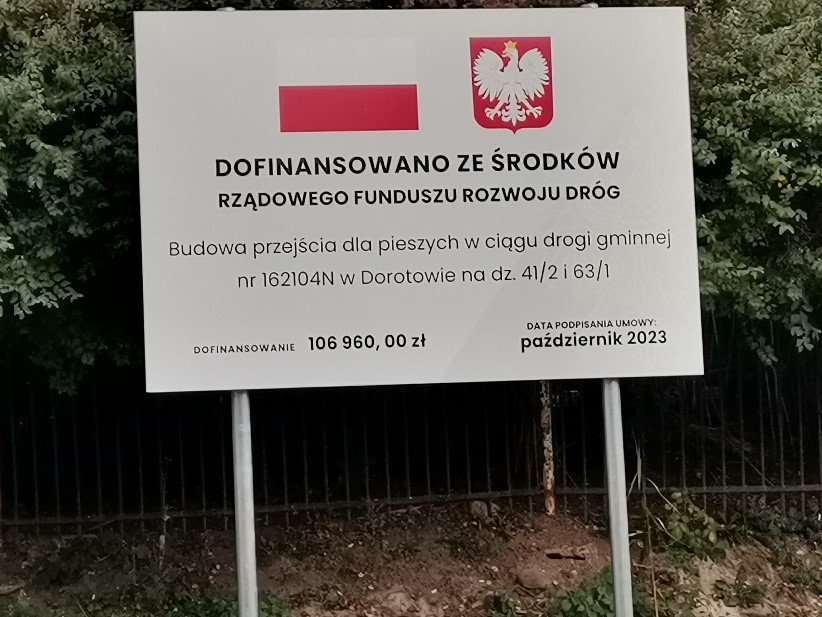 DOFINANSOWANO ZE ŚRODKÓW
RZĄDOWEGO FUNDUSZU ROZWOJU DRÓG
Budowa przejścia dla pieszych w ciągu drogi gminnej
nr 162104N w Dorotowie na dz. 41/2 i 63/1
DOFINANSOWANIE 106 960,00 zł
DATA PODPISANIA UMOWY:
październik 2023